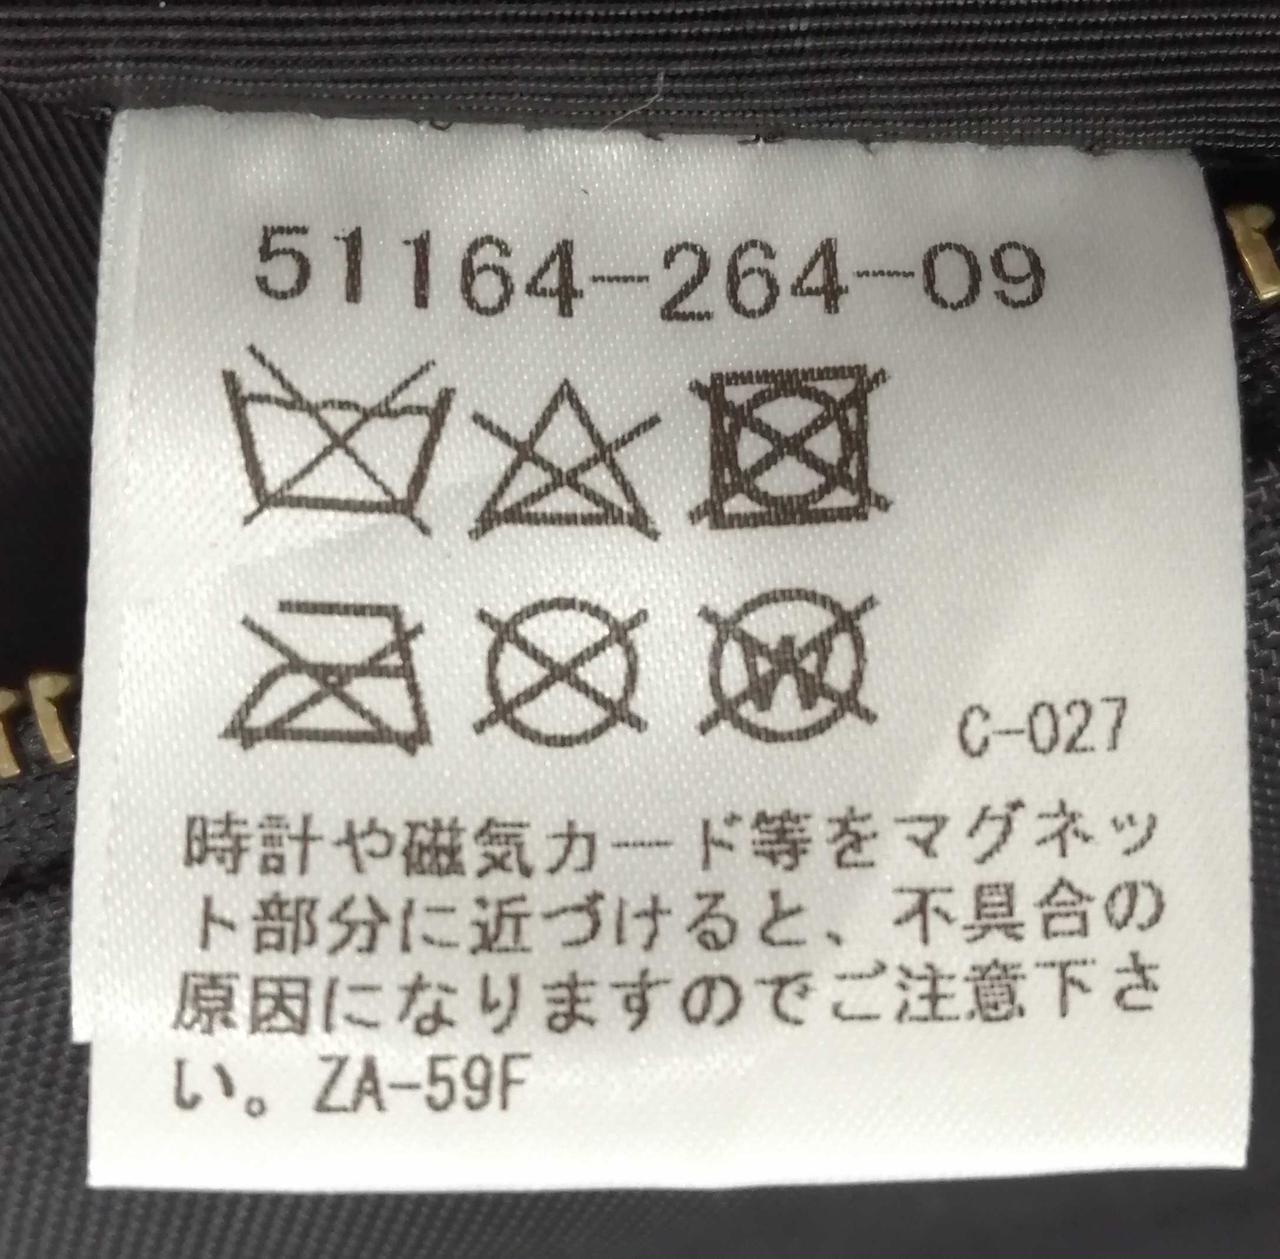 51164-264-09
W
C-027
時計や磁気カード等をマグネッ
ト部分に近づけると、不具合の
原因になりますのでご注意下さ
い。ZA-59F